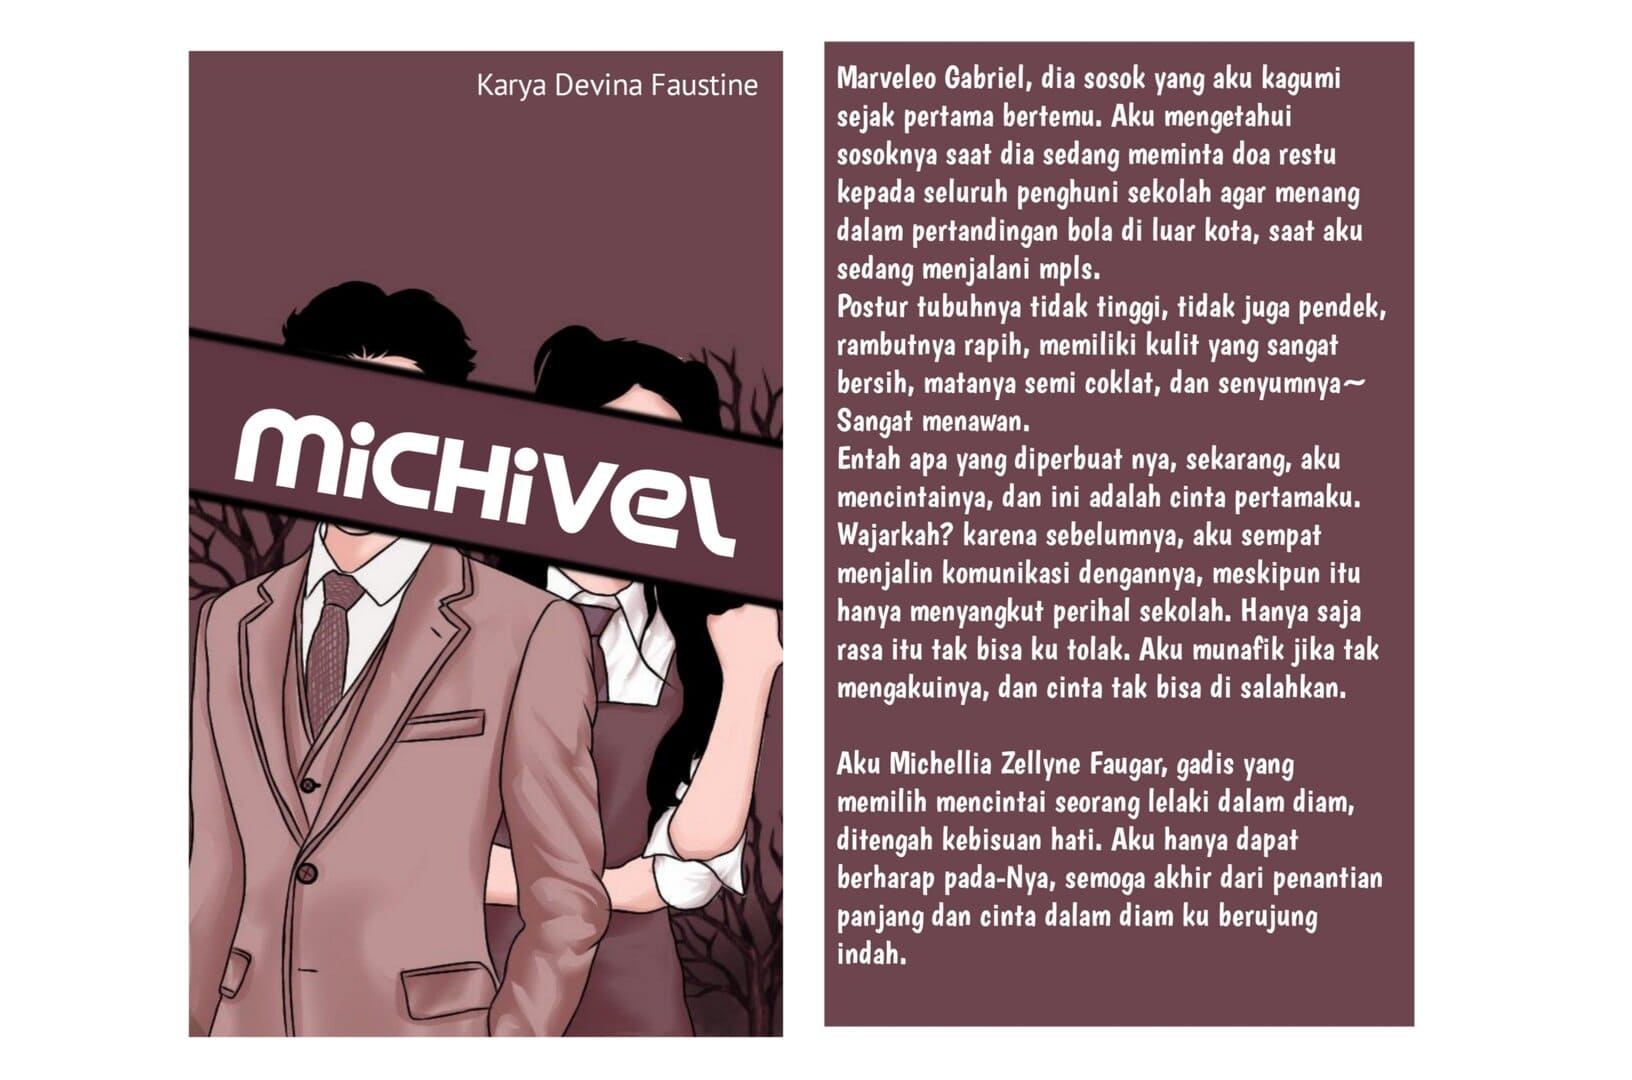 Karya Devina Faustine
MiCHiVeL
Marveleo Gabriel, dia sosok yang aku kagumi
sejak pertama bertemu. Aku mengetahui
sosoknya saat dia sedang meminta doa restu
kepada seluruh penghuni sekolah agar menang
dalam pertandingan bola di luar kota, saat aku
sedang menjalani mpls.
Postur tubuhnya tidak tinggi, tidak juga pendek,
rambutnya rapih, memiliki kulit yang sangat
bersih, matanya semi coklat, dan senyumnya~
Sangat menawan.
Entah apa yang diperbuat nya, sekarang, aku
mencintainya, dan ini adalah cinta pertamaku.
Wajarkah? karena sebelumnya, aku sempat
menjalin komunikasi dengannya, meskipun itu
hanya menyangkut perihal sekolah. Hanya saja
rasa itu tak bisa ku tolak. Aku munafik jika tak
mengakuinya, dan cinta tak bisa di salahkan.
Aku Michellia Zellyne Faugar, gadis yang
memilih mencintai seorang lelaki dalam diam,
ditengah kebisuan hati. Aku hanya dapat
berharap pada-Nya, semoga akhir dari penantian
panjang dan cinta dalam diam ku berujung
indah.